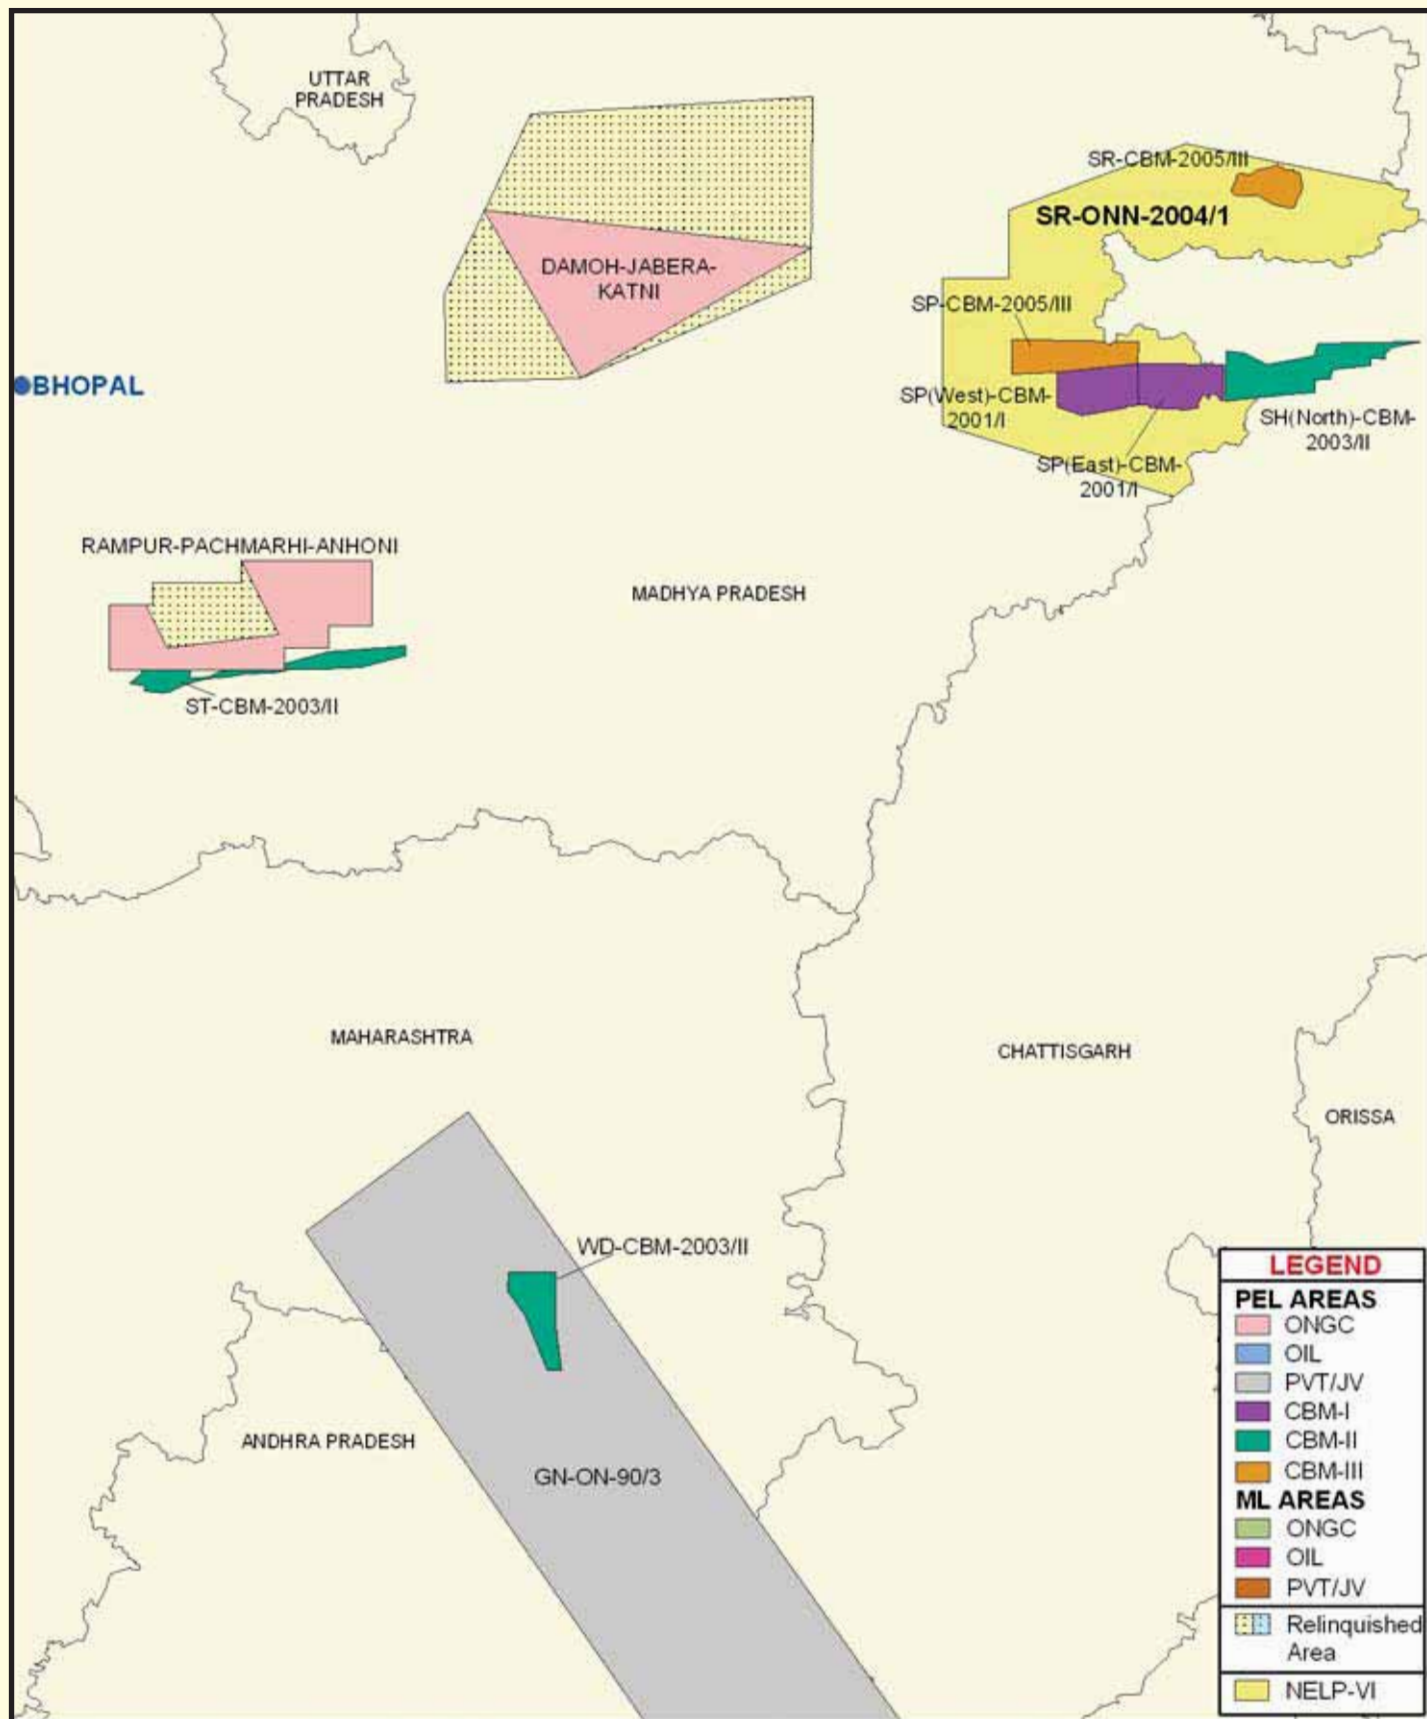 UTTAR
PRADESH
SR-CBM-2005/III
SR-ONN-2004/1
DAMOH-JABERA-
KATNI
SP-CBM-2005/III
BHOPAL
SP(West)-CBM-
2001/I
SH(North)-CBM-
2003/II
SP(East)-CBM-
2001/I
RAMPUR-PACHMARHI-ANHONI
MADHYA PRADESH
ST-CBM-2003/II
MAHARASHTRA
CHATTISGARH
ORISSA
WD-CBM-2003/II
ANDHRA PRADESH
GN-ON-90/3
LEGEND
PEL AREAS
ONGC
OIL
PVT/JV
CBM-I
CBM-II
CBM-III
ML AREAS
ONGC
OIL
PVT/JV
Relinquished
Area
NELP-VI